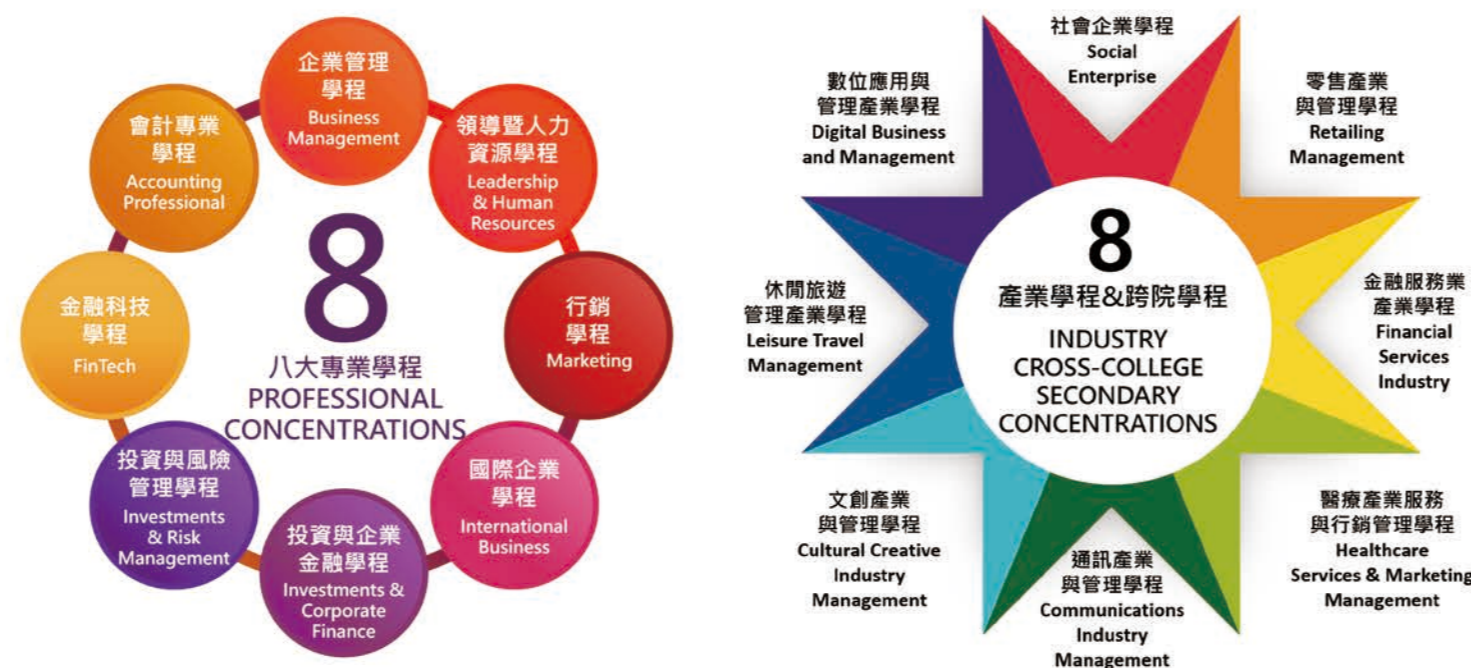 企業管理
學程
Business
Management
領導暨人力
資源學程
Leadership
& Human
Resources
行銷
學程
Marketing
國際企業
學程
International
Business
投資與企業
金融學程
Investments &
Corporate
Finance
投資與風險
管理學程
Investments
& Risk
Management
金融科技
學程
FinTech
會計專業
學程
Accounting
Professional
8
八大專業學程
PROFESSIONAL
CONCENTRATIONS
社會企業學程
Social
Enterprise
零售產業
與管理學程
Retailing
Management
金融服務業
產業學程
Financial
Services
Industry
醫療產業服務
與行銷管理學程
Healthcare
Services & Marketing
Management
通訊產業
與管理學程
Communications
Industry
Management
文創產業
與管理學程
Cultural Creative
Industry
Management
休閒旅遊
管理產業學程
Leisure Travel
Management
數位應用與
管理產業學程
Digital Business
and Management
8
產業學程&跨院學程
INDUSTRY
CROSS-COLLEGE
SECONDARY
CONCENTRATIONS